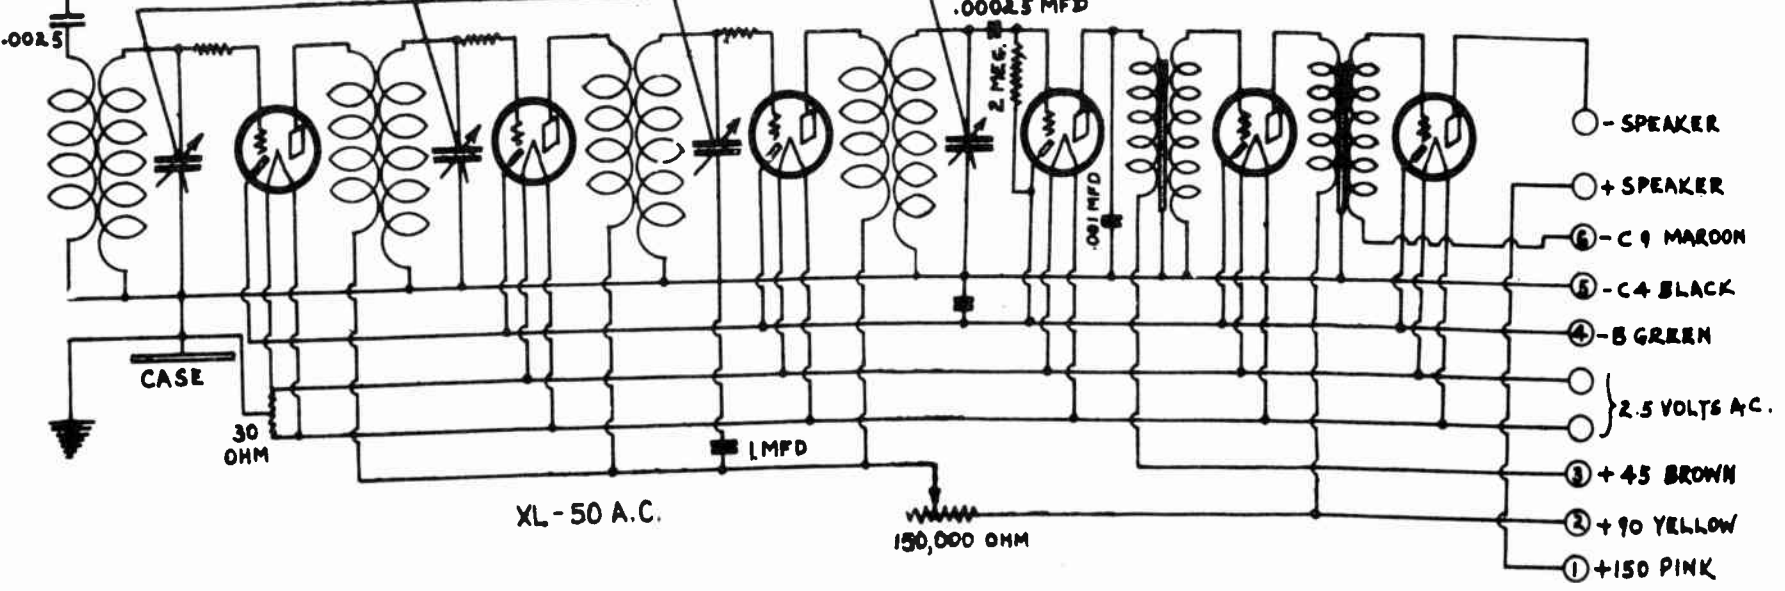 .00025 MFD
.0025
2 MEG.
.001 MFD
- SPEAKER
+ SPEAKER
6 - C 9 MAROON
5 - C4 BLACK
4 - B GREEN
CASE
2.5 VOLTS A.C.
30
OHM
1 MFD
3 + 45 BROWN
XL-50 A.C.
2 + 90 YELLOW
150,000 OHM
1 +150 PINK